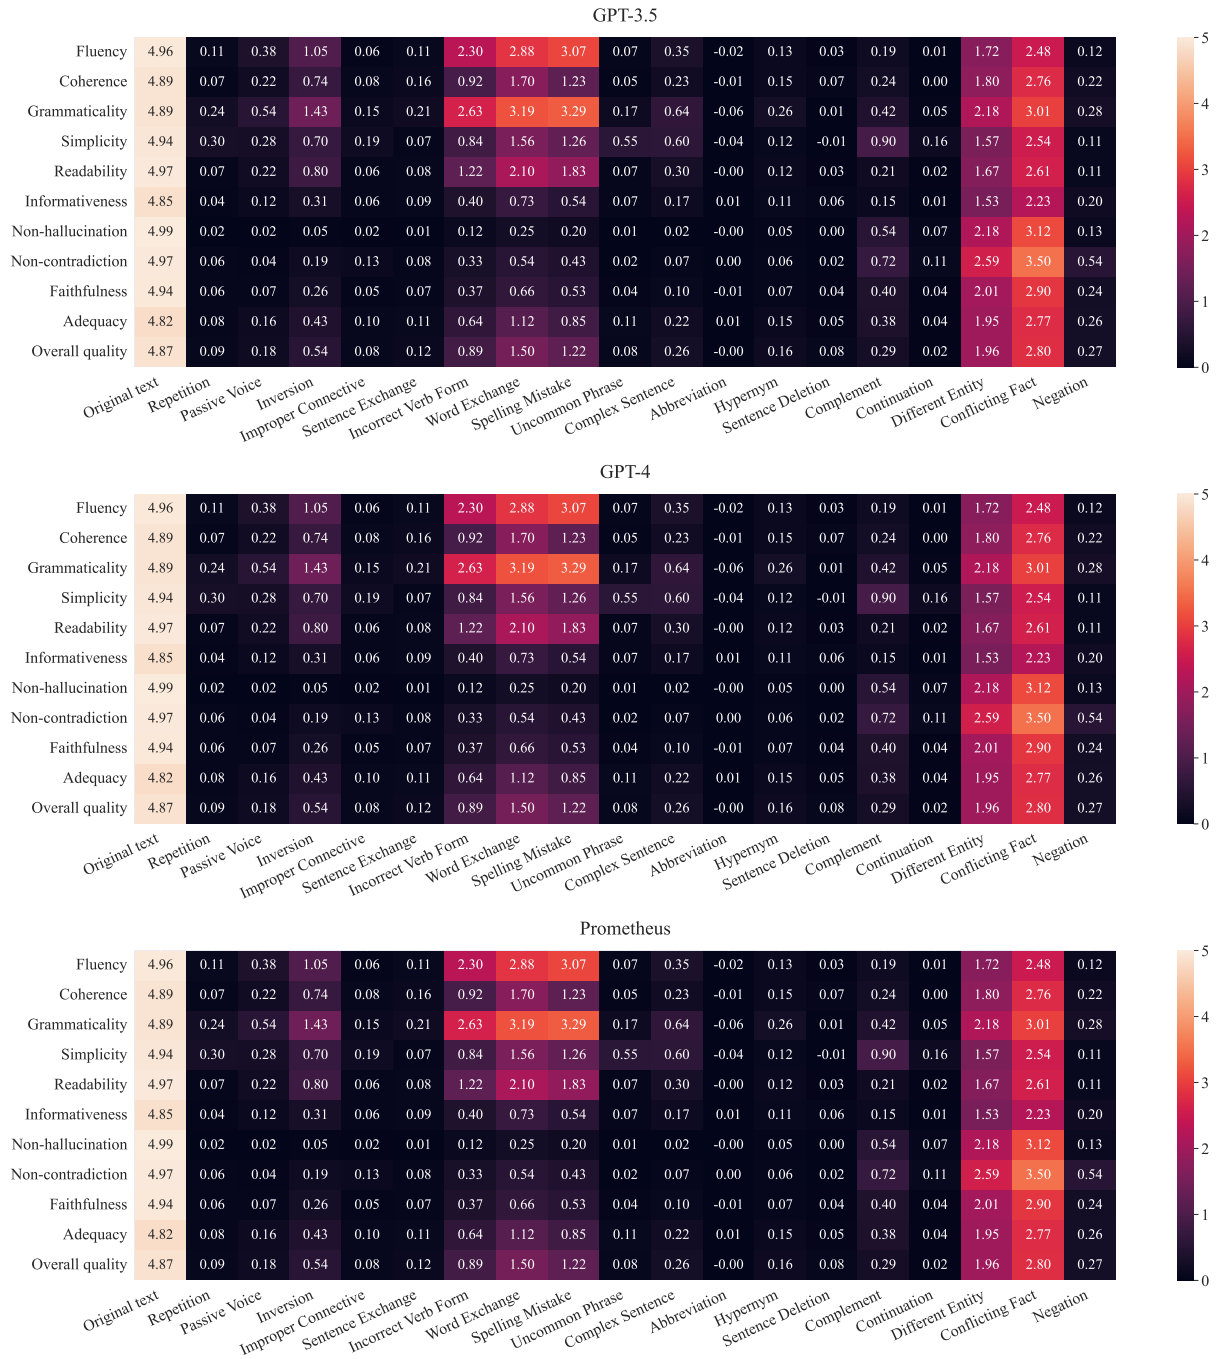 GPT-3.5
Fluency 4.96 0.11 0.38 1.05 0.06 0.11 2.30 2.88 3.07 0.07 0.35 -0.02 0.13 0.03 0.19 0.01 1.72 2.48 0.12
Coherence 4.89 0.07 0.22 0.74 0.08 0.16 0.92 1.70 1.23 0.05 0.23 -0.01 0.15 0.07 0.24 0.00 1.80 2.76 0.22
Grammaticality 4.89 0.24 0.54 1.43 0.15 0.21 2.63 3.19 3.29 0.17 0.64 -0.06 0.26 0.01 0.42 0.05 2.18 3.01 0.28
Simplicity 4.94 0.30 0.28 0.70 0.19 0.07 0.84 1.56 1.26 0.55 0.60 -0.04 0.12 -0.01 0.90 0.16 1.57 2.54 0.11
Readability 4.97 0.07 0.22 0.80 0.06 0.08 1.22 2.10 1.83 0.07 0.30 -0.00 0.12 0.03 0.21 0.02 1.67 2.61 0.11
Informativeness 4.85 0.04 0.12 0.31 0.06 0.09 0.40 0.73 0.54 0.07 0.17 0.01 0.11 0.06 0.15 0.01 1.53 2.23 0.20
Non-hallucination 4.99 0.02 0.02 0.05 0.02 0.01 0.12 0.25 0.20 0.01 0.02 -0.00 0.05 0.00 0.54 0.07 2.18 3.12 0.13
Non-contradiction 4.97 0.06 0.04 0.19 0.13 0.08 0.33 0.54 0.43 0.02 0.07 0.00 0.06 0.02 0.72 0.11 2.59 3.50 0.54
Faithfulness 4.94 0.06 0.07 0.26 0.05 0.07 0.37 0.66 0.53 0.04 0.10 -0.01 0.07 0.04 0.40 0.04 2.01 2.90 0.24
Adequacy 4.82 0.08 0.16 0.43 0.10 0.11 0.64 1.12 0.85 0.11 0.22 0.01 0.15 0.05 0.38 0.04 1.95 2.77 0.26
Overall quality 4.87 0.09 0.18 0.54 0.08 0.12 0.89 1.50 1.22 0.08 0.26 -0.00 0.16 0.08 0.29 0.02 1.96 2.80 0.27
Original text Repetition Passive Voice Inversion Improper Connective Sentence Exchange Incorrect Verb Form Word Exchange Spelling Mistake Uncommon Phrase Complex Sentence Abbreviation Hypernym Sentence Deletion Complement Continuation Different Entity Conflicting Fact Negation
5
4
3
2
1
0
GPT-4
Fluency 4.96 0.11 0.38 1.05 0.06 0.11 2.30 2.88 3.07 0.07 0.35 -0.02 0.13 0.03 0.19 0.01 1.72 2.48 0.12
Coherence 4.89 0.07 0.22 0.74 0.08 0.16 0.92 1.70 1.23 0.05 0.23 -0.01 0.15 0.07 0.24 0.00 1.80 2.76 0.22
Grammaticality 4.89 0.24 0.54 1.43 0.15 0.21 2.63 3.19 3.29 0.17 0.64 -0.06 0.26 0.01 0.42 0.05 2.18 3.01 0.28
Simplicity 4.94 0.30 0.28 0.70 0.19 0.07 0.84 1.56 1.26 0.55 0.60 -0.04 0.12 -0.01 0.90 0.16 1.57 2.54 0.11
Readability 4.97 0.07 0.22 0.80 0.06 0.08 1.22 2.10 1.83 0.07 0.30 -0.00 0.12 0.03 0.21 0.02 1.67 2.61 0.11
Informativeness 4.85 0.04 0.12 0.31 0.06 0.09 0.40 0.73 0.54 0.07 0.17 0.01 0.11 0.06 0.15 0.01 1.53 2.23 0.20
Non-hallucination 4.99 0.02 0.02 0.05 0.02 0.01 0.12 0.25 0.20 0.01 0.02 -0.00 0.05 0.00 0.54 0.07 2.18 3.12 0.13
Non-contradiction 4.97 0.06 0.04 0.19 0.13 0.08 0.33 0.54 0.43 0.02 0.07 0.00 0.06 0.02 0.72 0.11 2.59 3.50 0.54
Faithfulness 4.94 0.06 0.07 0.26 0.05 0.07 0.37 0.66 0.53 0.04 0.10 -0.01 0.07 0.04 0.40 0.04 2.01 2.90 0.24
Adequacy 4.82 0.08 0.16 0.43 0.10 0.11 0.64 1.12 0.85 0.11 0.22 0.01 0.15 0.05 0.38 0.04 1.95 2.77 0.26
Overall quality 4.87 0.09 0.18 0.54 0.08 0.12 0.89 1.50 1.22 0.08 0.26 -0.00 0.16 0.08 0.29 0.02 1.96 2.80 0.27
Original text Repetition Passive Voice Inversion Improper Connective Sentence Exchange Incorrect Verb Form Word Exchange Spelling Mistake Uncommon Phrase Complex Sentence Abbreviation Hypernym Sentence Deletion Complement Continuation Different Entity Conflicting Fact Negation
5
4
3
2
1
0
Prometheus
Fluency 4.96 0.11 0.38 1.05 0.06 0.11 2.30 2.88 3.07 0.07 0.35 -0.02 0.13 0.03 0.19 0.01 1.72 2.48 0.12
Coherence 4.89 0.07 0.22 0.74 0.08 0.16 0.92 1.70 1.23 0.05 0.23 -0.01 0.15 0.07 0.24 0.00 1.80 2.76 0.22
Grammaticality 4.89 0.24 0.54 1.43 0.15 0.21 2.63 3.19 3.29 0.17 0.64 -0.06 0.26 0.01 0.42 0.05 2.18 3.01 0.28
Simplicity 4.94 0.30 0.28 0.70 0.19 0.07 0.84 1.56 1.26 0.55 0.60 -0.04 0.12 -0.01 0.90 0.16 1.57 2.54 0.11
Readability 4.97 0.07 0.22 0.80 0.06 0.08 1.22 2.10 1.83 0.07 0.30 -0.00 0.12 0.03 0.21 0.02 1.67 2.61 0.11
Informativeness 4.85 0.04 0.12 0.31 0.06 0.09 0.40 0.73 0.54 0.07 0.17 0.01 0.11 0.06 0.15 0.01 1.53 2.23 0.20
Non-hallucination 4.99 0.02 0.02 0.05 0.02 0.01 0.12 0.25 0.20 0.01 0.02 -0.00 0.05 0.00 0.54 0.07 2.18 3.12 0.13
Non-contradiction 4.97 0.06 0.04 0.19 0.13 0.08 0.33 0.54 0.43 0.02 0.07 0.00 0.06 0.02 0.72 0.11 2.59 3.50 0.54
Faithfulness 4.94 0.06 0.07 0.26 0.05 0.07 0.37 0.66 0.53 0.04 0.10 -0.01 0.07 0.04 0.40 0.04 2.01 2.90 0.24
Adequacy 4.82 0.08 0.16 0.43 0.10 0.11 0.64 1.12 0.85 0.11 0.22 0.01 0.15 0.05 0.38 0.04 1.95 2.77 0.26
Overall quality 4.87 0.09 0.18 0.54 0.08 0.12 0.89 1.50 1.22 0.08 0.26 -0.00 0.16 0.08 0.29 0.02 1.96 2.80 0.27
Original text Repetition Passive Voice Inversion Improper Connective Sentence Exchange Incorrect Verb Form Word Exchange Spelling Mistake Uncommon Phrase Complex Sentence Abbreviation Hypernym Sentence Deletion Complement Continuation Different Entity Conflicting Fact Negation
5
4
3
2
1
0